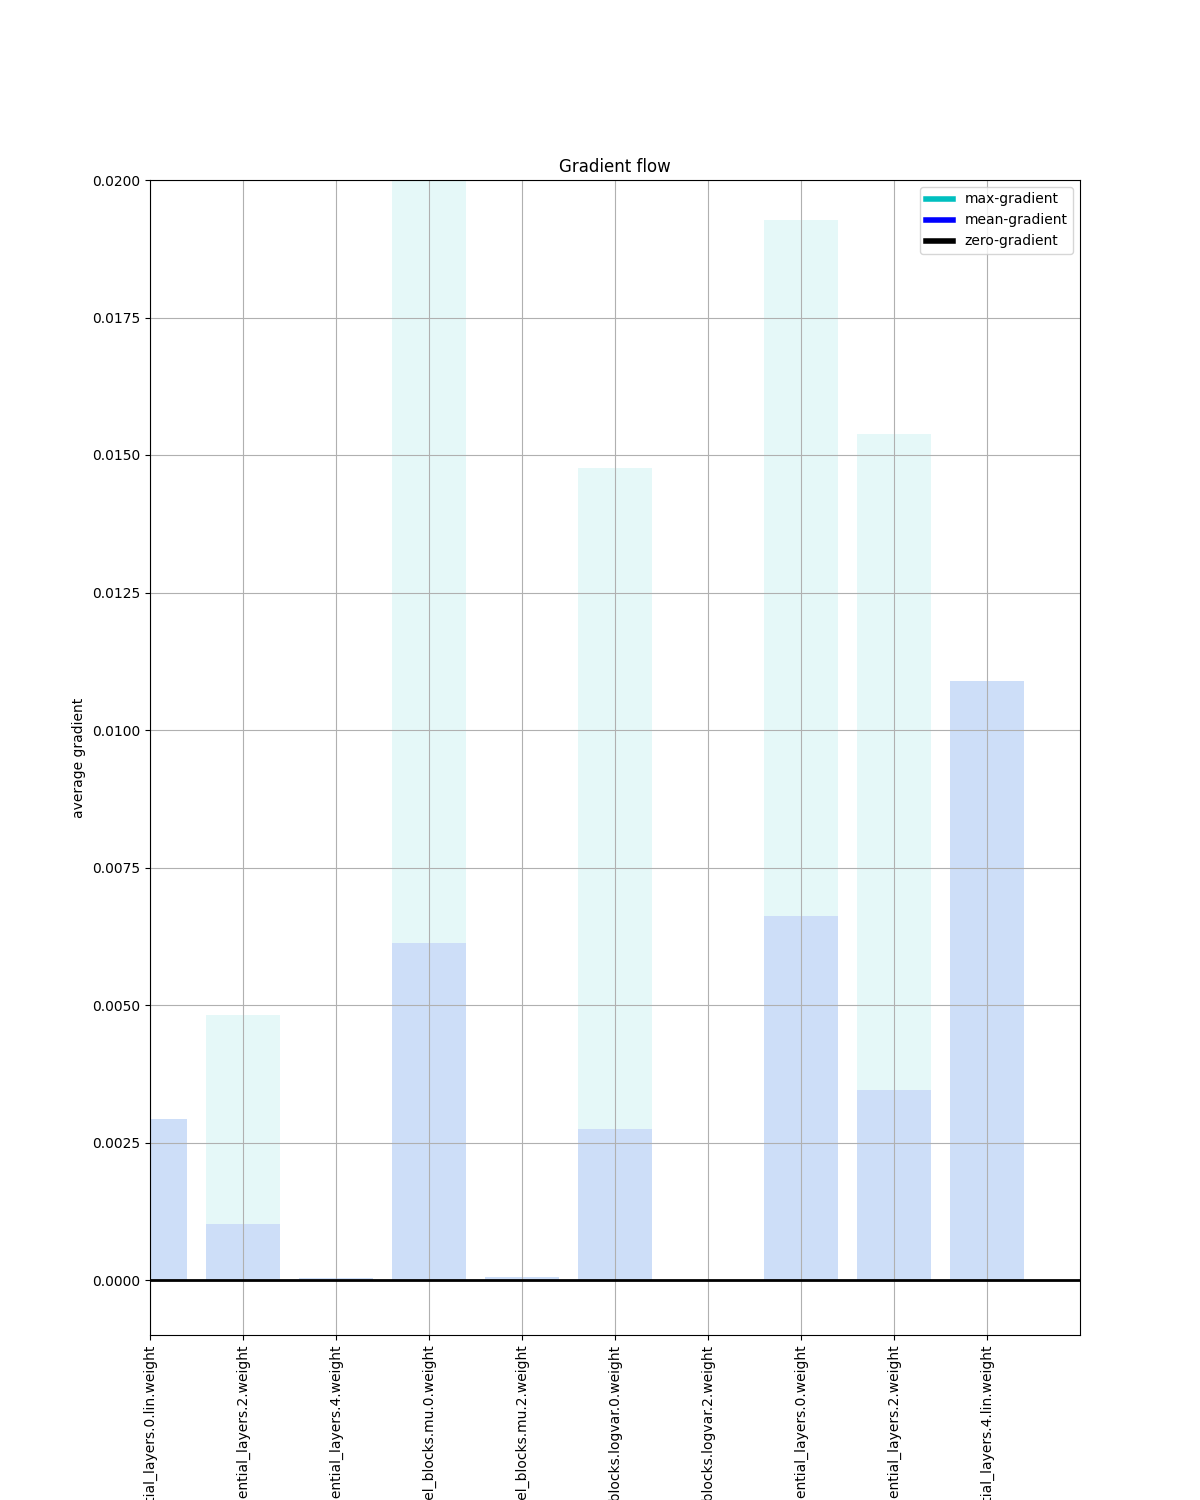 Gradient flow
max-gradient
mean-gradient
zero-gradient
0.0200
0.0175
0.0150
0.0125
0.0100
0.0075
0.0050
0.0025
0.0000
average gradient
tial_layers.0.lin.weight
ential_layers.2.weight
ential_layers.4.weight
el_blocks.mu.0.weight
el_blocks.mu.2.weight
blocks.logvar.0.weight
blocks.logvar.2.weight
ential_layers.0.weight
ential_layers.2.weight
tial_layers.4.lin.weight